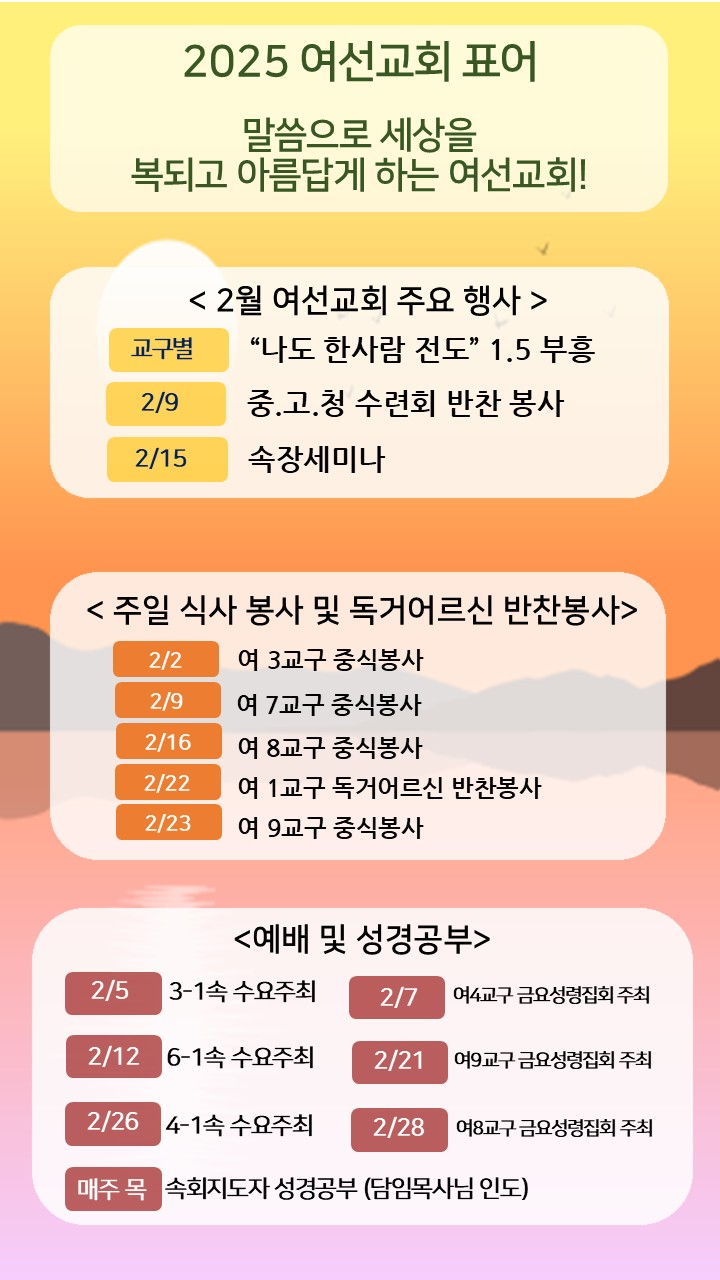 2025 여선교회 표어
말씀으로 세상을
복되고 아름답게 하는 여선교회!
< 2월 여선교회 주요 행사 >
교구별 “나도 한사람 전도” 1.5 부흥
2/9 중.고.청 수련회 반찬 봉사
2/15 속장세미나
< 주일 식사 봉사 및 독거어르신 반찬봉사>
2/2 여 3교구 중식봉사
2/9 여 7교구 중식봉사
2/16 여 8교구 중식봉사
2/22 여 1교구 독거어르신 반찬봉사
2/23 여 9교구 중식봉사
<예배 및 성경공부>
2/5 3-1속 수요주최 2/7 여4교구 금요성령집회 주최
2/12 6-1속 수요주최 2/21 여9교구 금요성령집회 주최
2/26 4-1속 수요주최 2/28 여8교구 금요성령집회 주최
매주 목 속회지도자 성경공부 (담임목사님 인도)